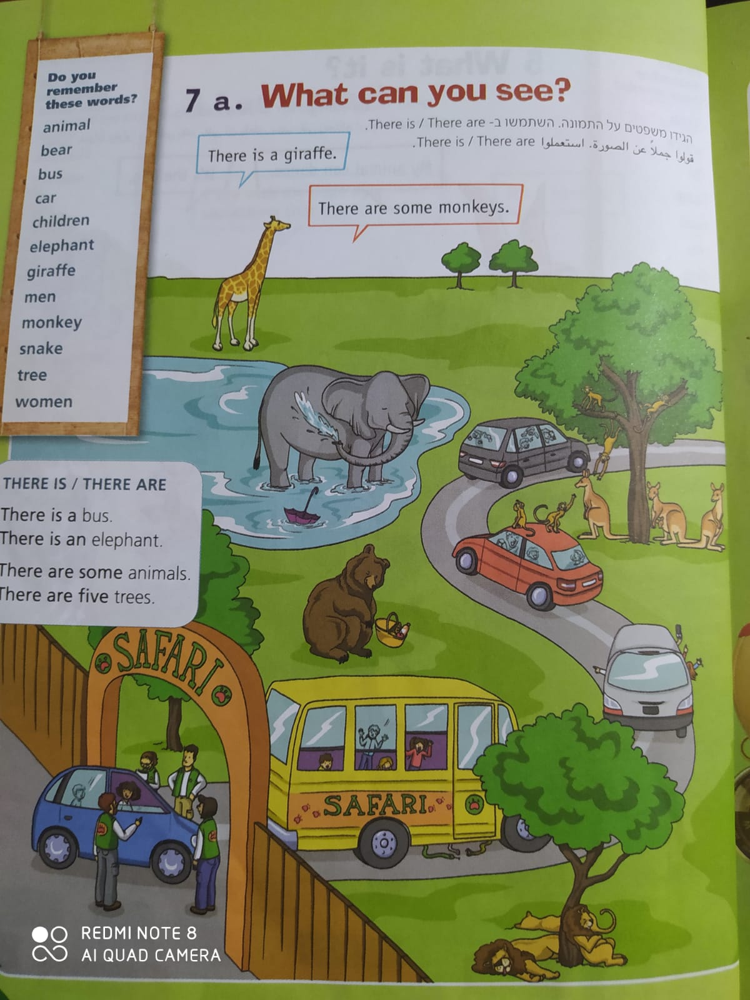 Do you
remember
these words?
animal
bear
bus
car
children
elephant
giraffe
men
monkey
snake
tree
women
7 a. What can you see?
הגידו משפטים על התמונה. השתמשו ב- There is / There are.
قولوا جملاً عن الصورة. استعملوا There is / There are.
There is a giraffe.
There are some monkeys.
THERE IS / THERE ARE
There is a bus.
There is an elephant.
There are some animals.
There are five trees.
SAFARI
SAFARI
REDMI NOTE 8
AI QUAD CAMERA